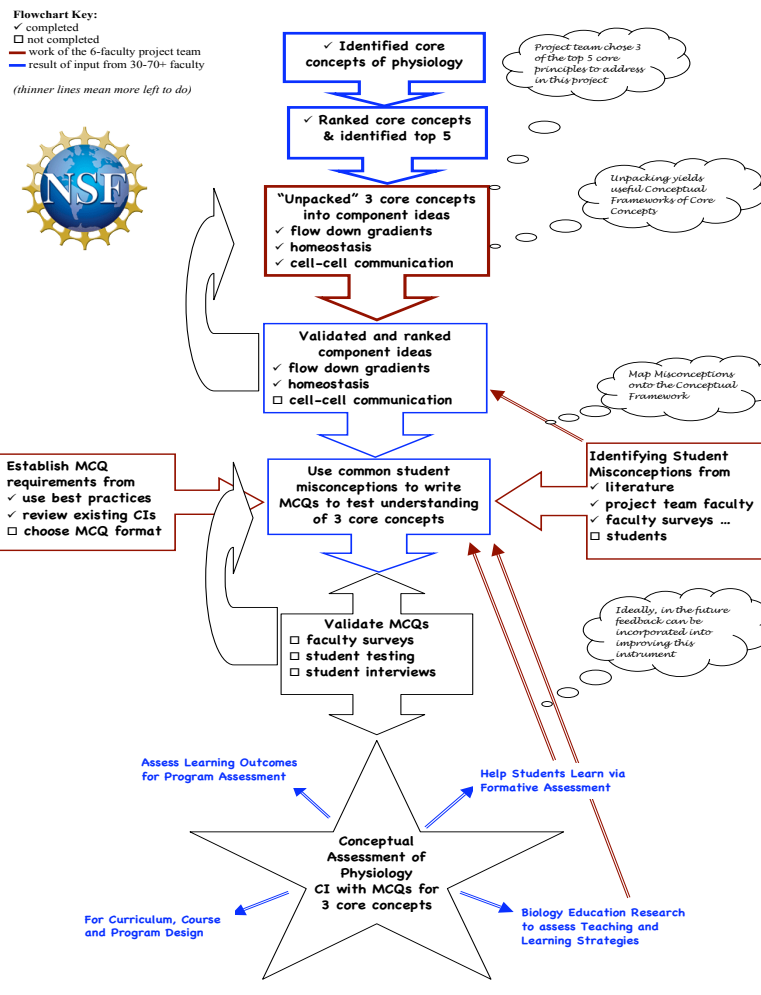 Flowchart Key:
✓ completed
□ not completed
work of the 6-faculty project team
result of input from 30-70+ faculty
(thinner lines mean more left to do)
NSF
✓ Identified core
concepts of physiology
Project team chose 3
of the top 5 core
principles to address
in this project
✓ Ranked core concepts
& identified top 5
"Unpacked" 3 core concepts
into component ideas
✓ flow down gradients
✓ homeostasis
✓ cell-cell communication
Unpacking yields
useful Conceptual
Frameworks of Core
Concepts
Validated and ranked
component ideas
✓ flow down gradients
✓ homeostasis
□ cell-cell communication
Map Misconceptions
onto the Conceptual
Framework
Establish MCQ
requirements from
✓ use best practices
✓ review existing CIs
□ choose MCQ format
Use common student
misconceptions to write
MCQs to test understanding
of 3 core concepts
Identifying Student
Misconceptions from
✓ literature
✓ project team faculty
✓ faculty surveys ...
□ students
Validate MCQs
□ faculty surveys
□ student testing
□ student interviews
Ideally, in the future
feedback can be
incorporated into
improving this
instrument
Assess Learning Outcomes
for Program Assessment
Help Students Learn via
Formative Assessment
Conceptual
Assessment of
Physiology
CI with MCQs for
3 core concepts
For Curriculum, Course
and Program Design
Biology Education Research
to assess Teaching and
Learning Strategies